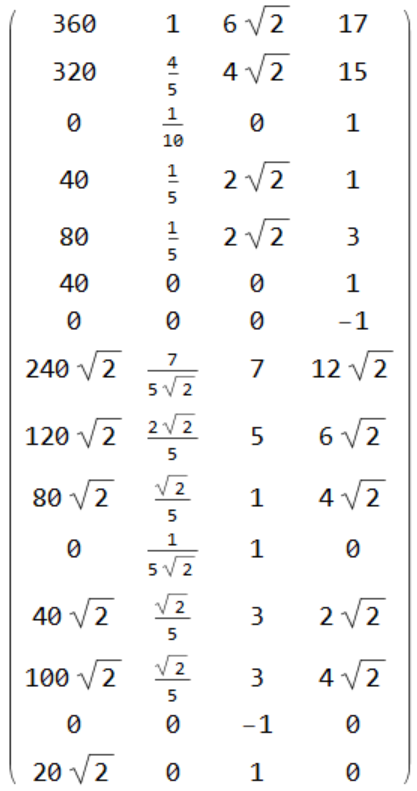 360 1 6√2 17
320 4/5 4√2 15
0 1/10 0 1
40 1/5 2√2 1
80 1/5 2√2 3
40 0 0 1
0 0 0 −1
240√2 7/(5√2) 7 12√2
120√2 2√2/5 5 6√2
80√2 √2/5 1 4√2
0 1/(5√2) 1 0
40√2 √2/5 3 2√2
100√2 √2/5 3 4√2
0 0 −1 0
20√2 0 1 0